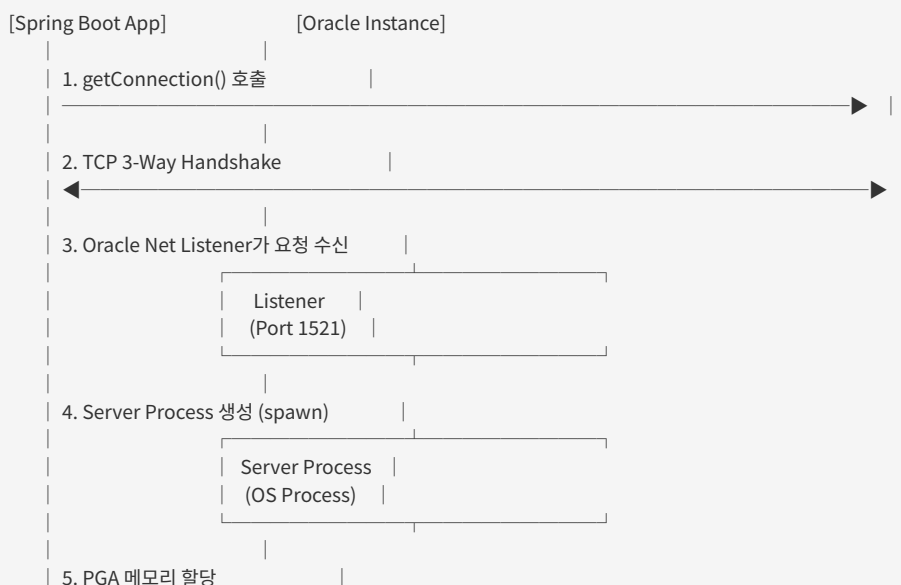 [Spring Boot App] [Oracle Instance]
1. getConnection() 호출
2. TCP 3-Way Handshake
3. Oracle Net Listener가 요청 수신
Listener
(Port 1521)
4. Server Process 생성 (spawn)
Server Process
(OS Process)
5. PGA 메모리 할당